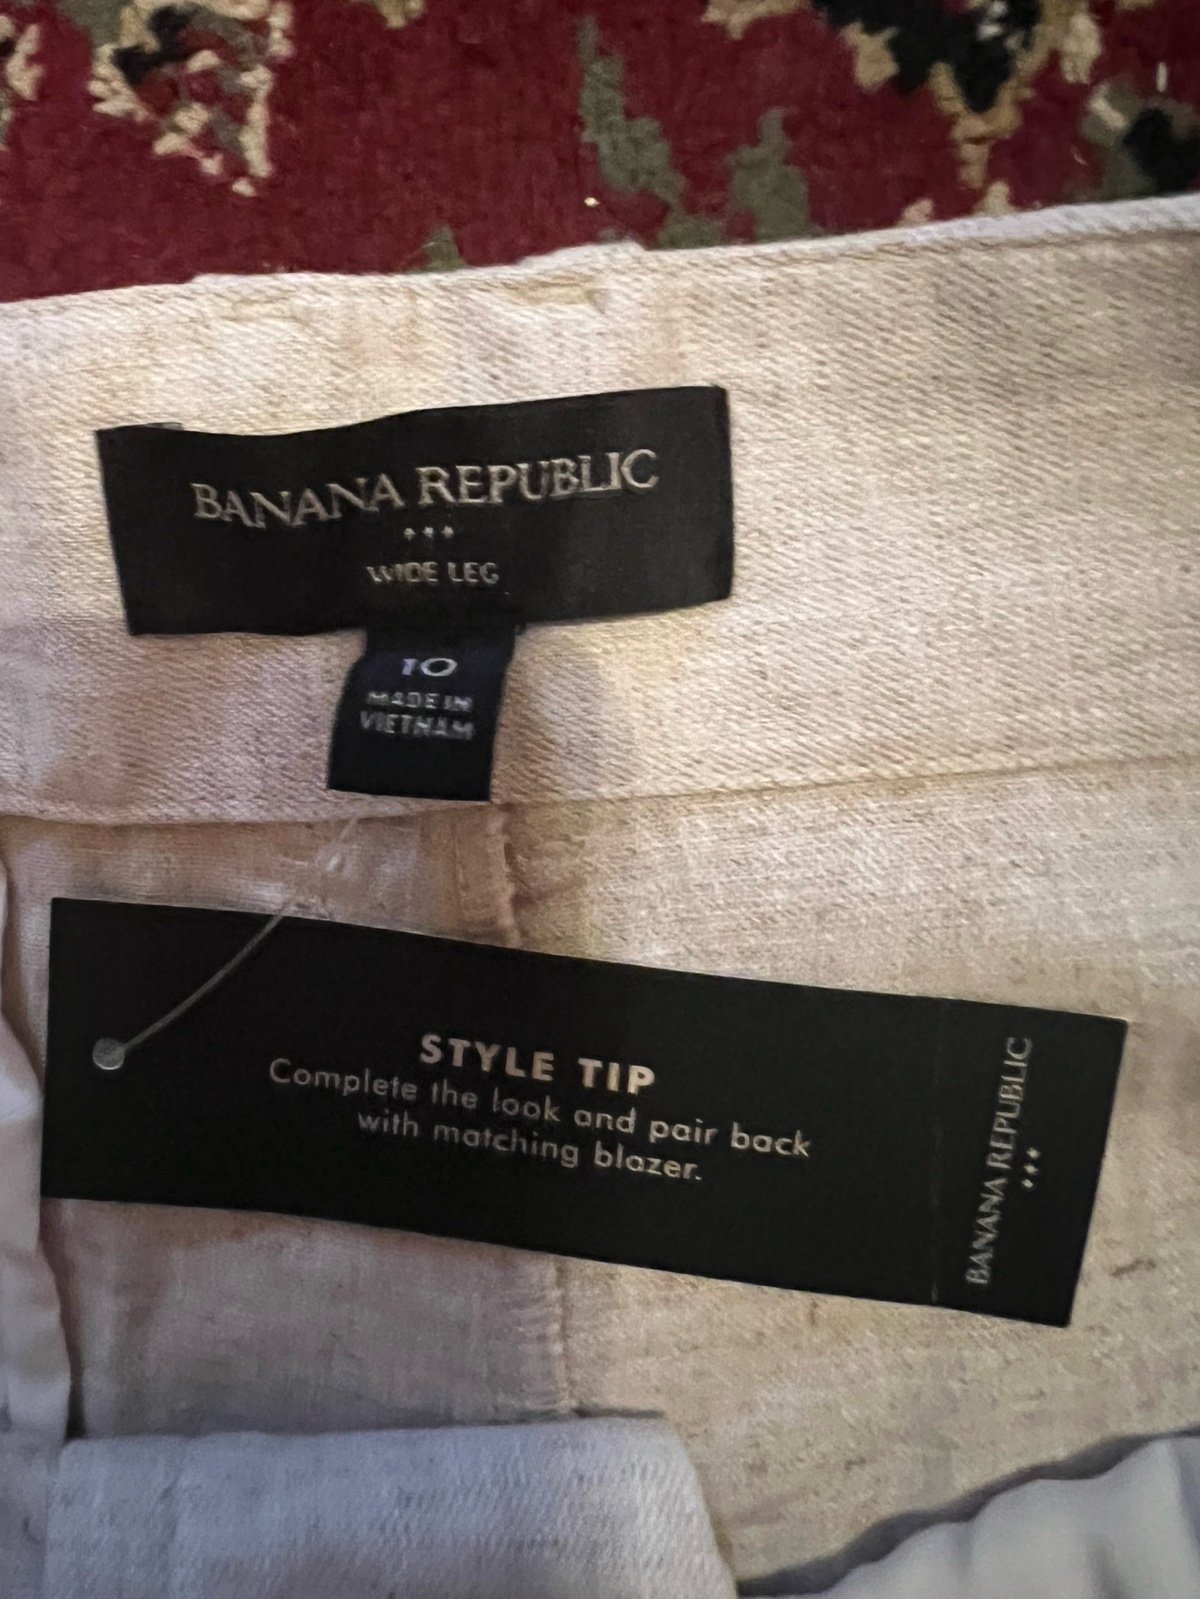 BANANA REPUBLIC
WIDE LEG
10
MADE IN
VIETNAM
STYLE TIP
Complete the look and pair back
with matching blazer.
BANANA REPUBLIC